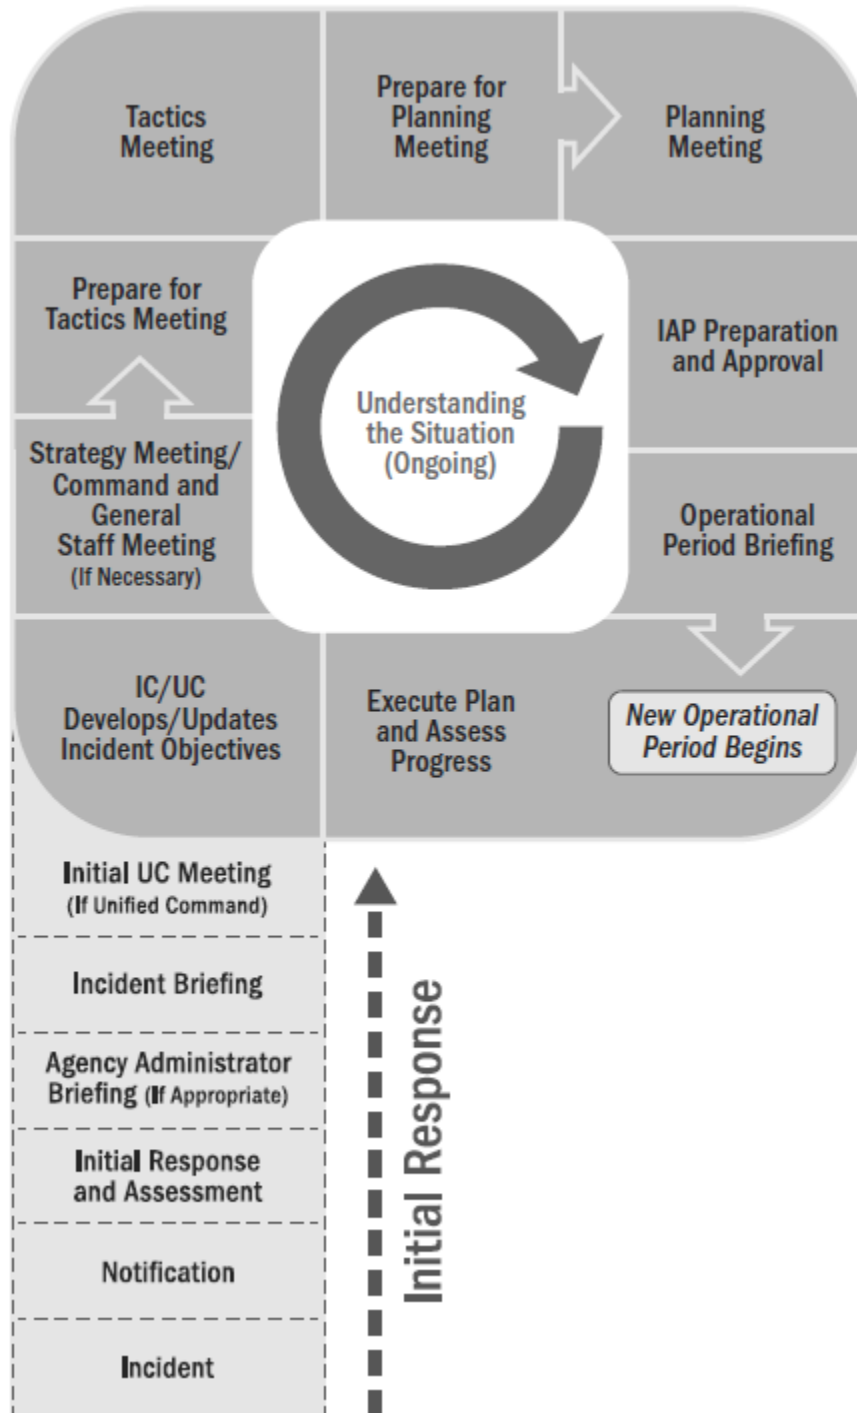 Tactics
Meeting
Prepare for
Planning
Meeting
Planning
Meeting
Prepare for
Tactics Meeting
IAP Preparation
and Approval
Understanding
the Situation
(Ongoing)
Strategy Meeting/
Command and
General
Staff Meeting
(If Necessary)
Operational
Period Briefing
IC/UC
Develops/Updates
Incident Objectives
Execute Plan
and Assess
Progress
New Operational
Period Begins
Initial UC Meeting
(If Unified Command)
Incident Briefing
Agency Administrator
Briefing (If Appropriate)
Initial Response
and Assessment
Notification
Incident
Initial Response